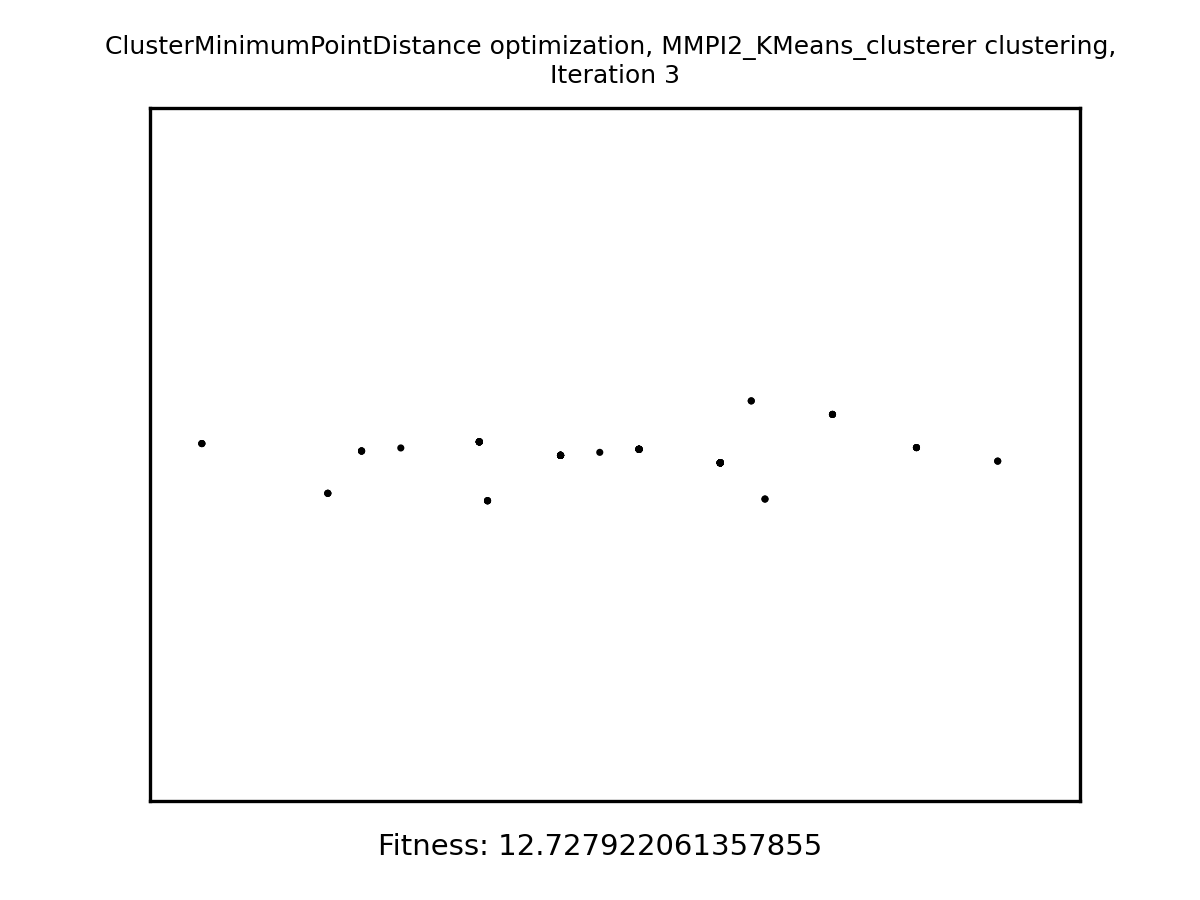 ClusterMinimumPointDistance optimization, MMPI2_KMeans_clusterer clustering,
Iteration 3
Fitness: 12.727922061357855